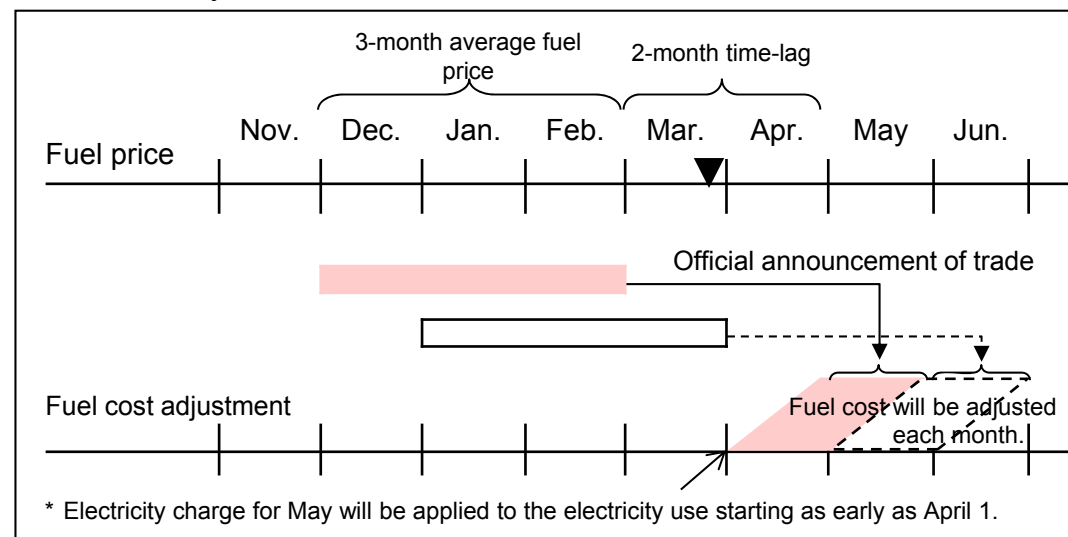 3-month average fuel
price
2-month time-lag
Nov. Dec. Jan. Feb. Mar. Apr. May Jun.
Fuel price
Official announcement of trade
Fuel cost adjustment
Fuel cost will be adjusted
each month.
* Electricity charge for May will be applied to the electricity use starting as early as April 1.